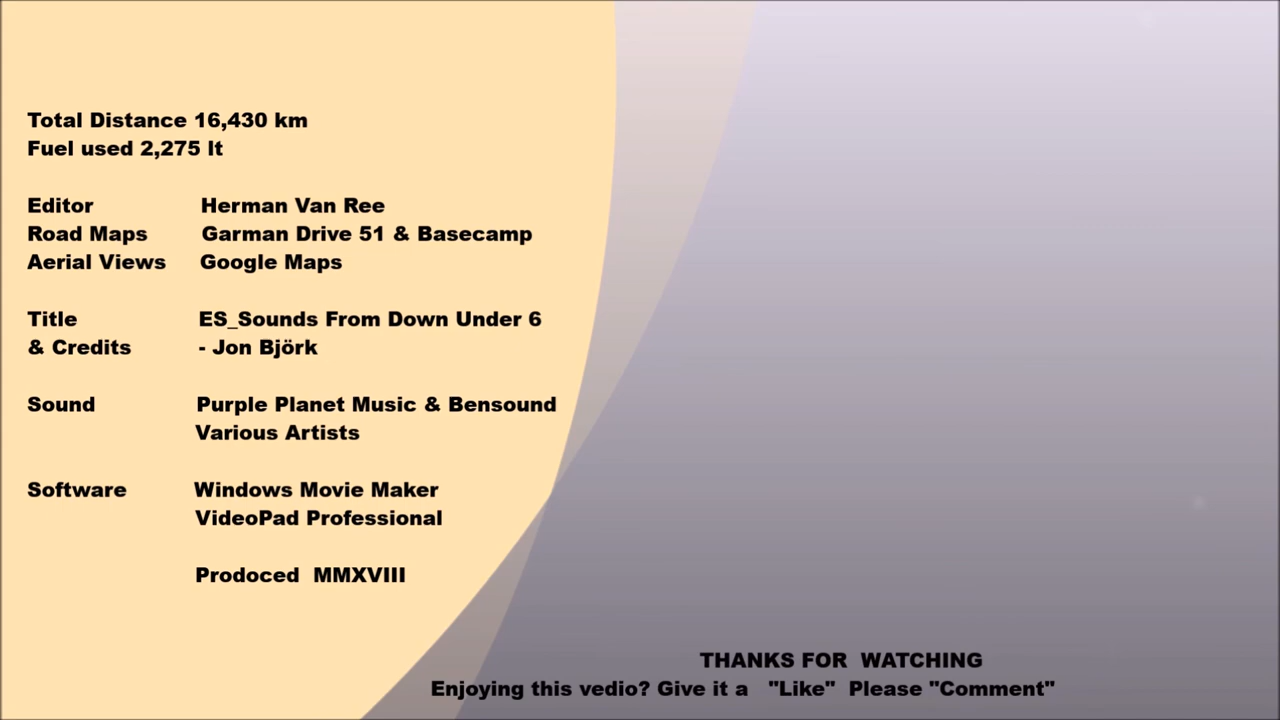 Total Distance 16,430 km
Fuel used 2,275 lt
Editor Herman Van Ree
Road Maps Garman Drive 51 & Basecamp
Aerial Views Google Maps
Title ES_Sounds From Down Under 6
& Credits - Jon Björk
Sound Purple Planet Music & Bensound
Various Artists
Software Windows Movie Maker
VideoPad Professional
Prodoced MMXVIII
THANKS FOR WATCHING
Enjoying this vedio? Give it a "Like" Please "Comment"